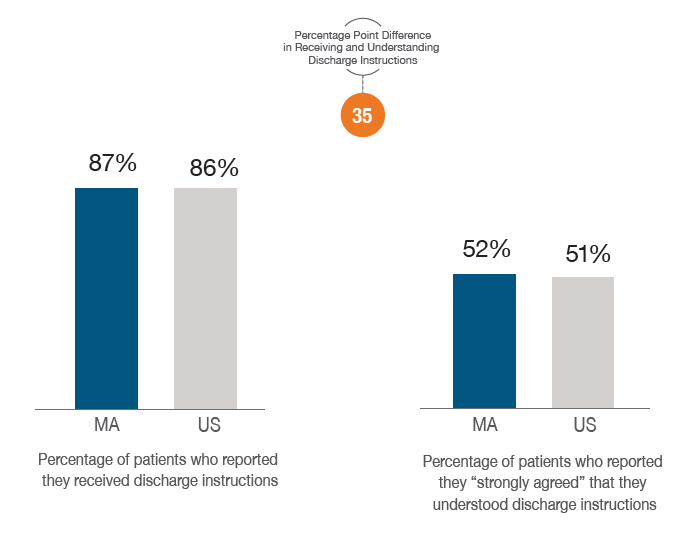 Percentage Point Difference
in Receiving and Understanding
Discharge Instructions
35
87%
86%
52%
51%
MA
US
MA
US
Percentage of patients who reported
they received discharge instructions
Percentage of patients who reported
they “strongly agreed” that they
understood discharge instructions